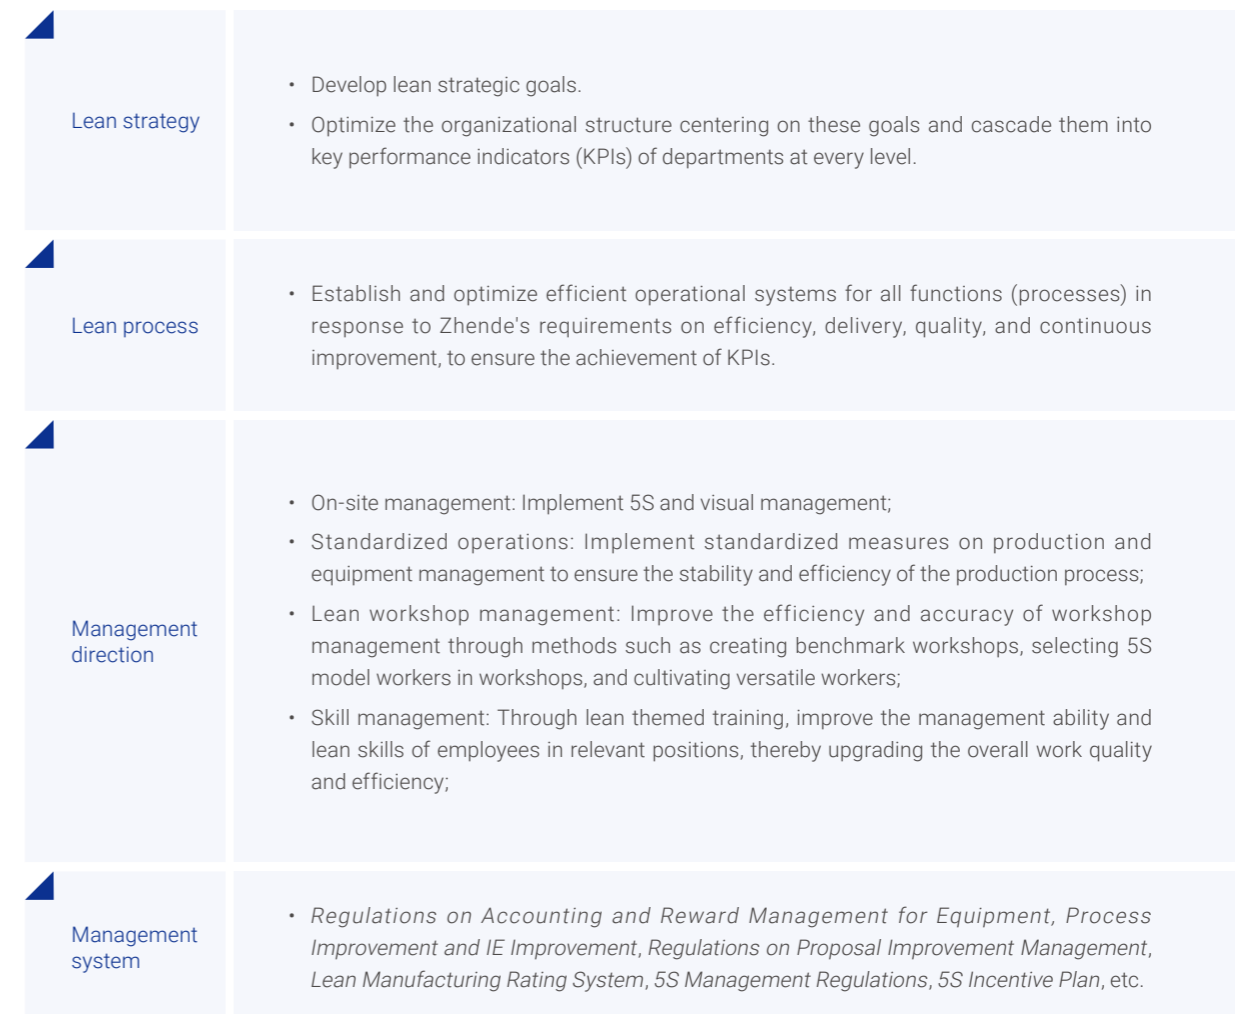 Lean strategy
• Develop lean strategic goals.
• Optimize the organizational structure centering on these goals and cascade them into
key performance indicators (KPIs) of departments at every level.
Lean process
• Establish and optimize efficient operational systems for all functions (processes) in
response to Zhende's requirements on efficiency, delivery, quality, and continuous
improvement, to ensure the achievement of KPIs.
Management
direction
• On-site management: Implement 5S and visual management;
• Standardized operations: Implement standardized measures on production and
equipment management to ensure the stability and efficiency of the production process;
• Lean workshop management: Improve the efficiency and accuracy of workshop
management through methods such as creating benchmark workshops, selecting 5S
model workers in workshops, and cultivating versatile workers;
• Skill management: Through lean themed training, improve the management ability and
lean skills of employees in relevant positions, thereby upgrading the overall work quality
and efficiency;
Management
system
• Regulations on Accounting and Reward Management for Equipment, Process
Improvement and IE Improvement, Regulations on Proposal Improvement Management,
Lean Manufacturing Rating System, 5S Management Regulations, 5S Incentive Plan, etc.